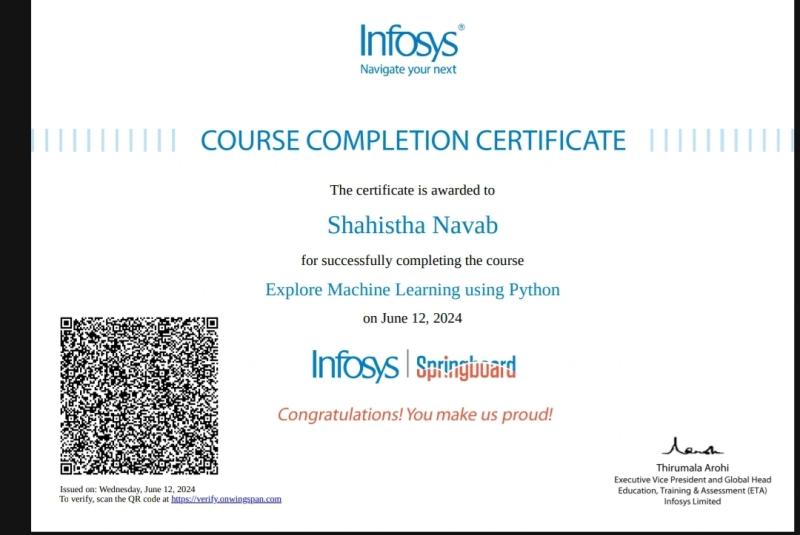 Infosys®
Navigate your next
COURSE COMPLETION CERTIFICATE
The certificate is awarded to
Shahistha Navab
for successfully completing the course
Explore Machine Learning using Python
on June 12, 2024
Infosys | Springboard
Congratulations! You make us proud!
Issued on: Wednesday, June 12, 2024
To verify, scan the QR code at https://verify.onwingspan.com
Thirumala Arohi
Executive Vice President and Global Head
Education, Training & Assessment (ETA)
Infosys Limited